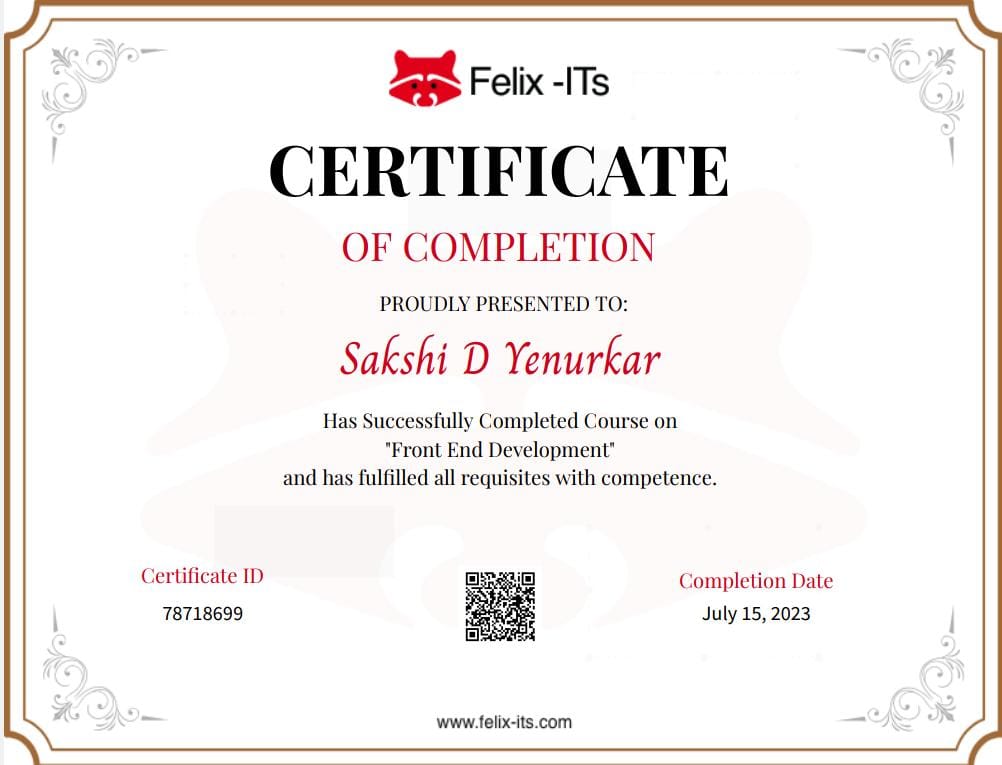 Felix -ITs
CERTIFICATE
OF COMPLETION
PROUDLY PRESENTED TO:
Sakshi D Yenurkar
Has Successfully Completed Course on
"Front End Development"
and has fulfilled all requisites with competence.
Certificate ID
78718699
Completion Date
July 15, 2023
www.felix-its.com